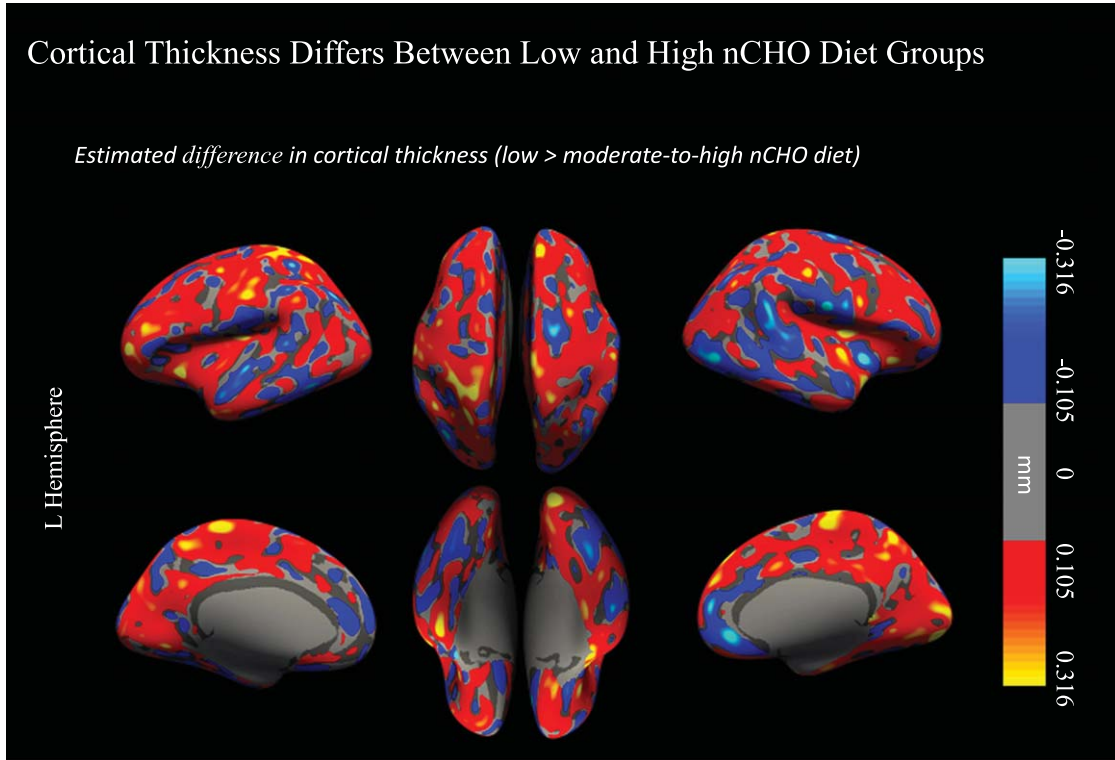 Cortical Thickness Differs Between Low and High nCHO Diet Groups
Estimated difference in cortical thickness (low > moderate-to-high nCHO diet)
L Hemisphere
-0.316
-0.105
0
mm
0.105
0.316